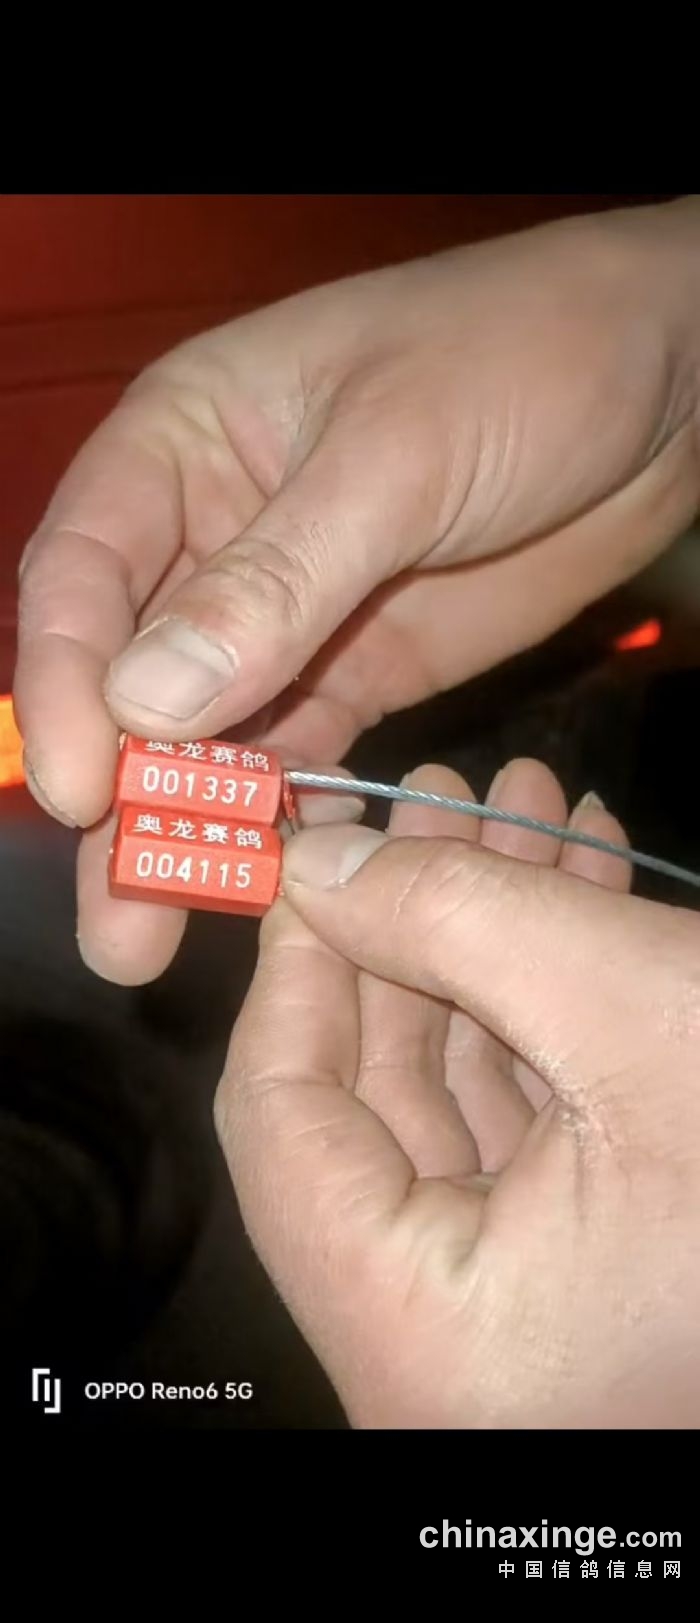 奥龙赛鸽
001337
奥龙赛鸽
004115
OPPO Reno6 5G
chinaxinge.com
中国信鸽信息网